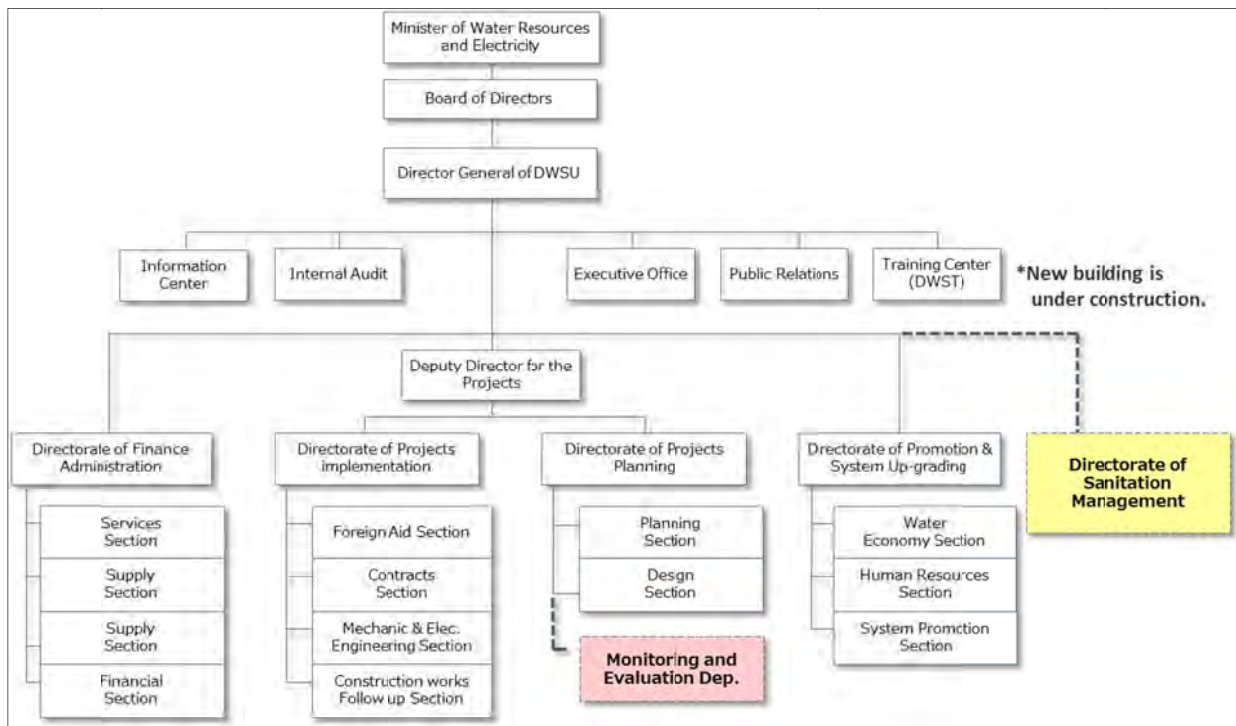 Minister of Water Resources
and Electricity
Board of Directors
Director General of DWSU
Information
Center
Internal Audit
Executive Office
Public Relations
Training Center
(DWST)
*New building is
under construction.
Deputy Director for the
Projects
Directorate of Finance
Administration
Directorate of Projects
implementation
Directorate of Projects
Planning
Directorate of Promotion &
System Up-grading
Directorate of
Sanitation
Management
Services
Section
Supply
Section
Supply
Section
Financial
Section
Foreign Aid Section
Contracts
Section
Mechanic & Elec.
Engineering Section
Construction works
Follow up Section
Planning
Section
Design
Section
Monitoring and
Evaluation Dep.
Water
Economy Section
Human Resources
Section
System Promotion
Section